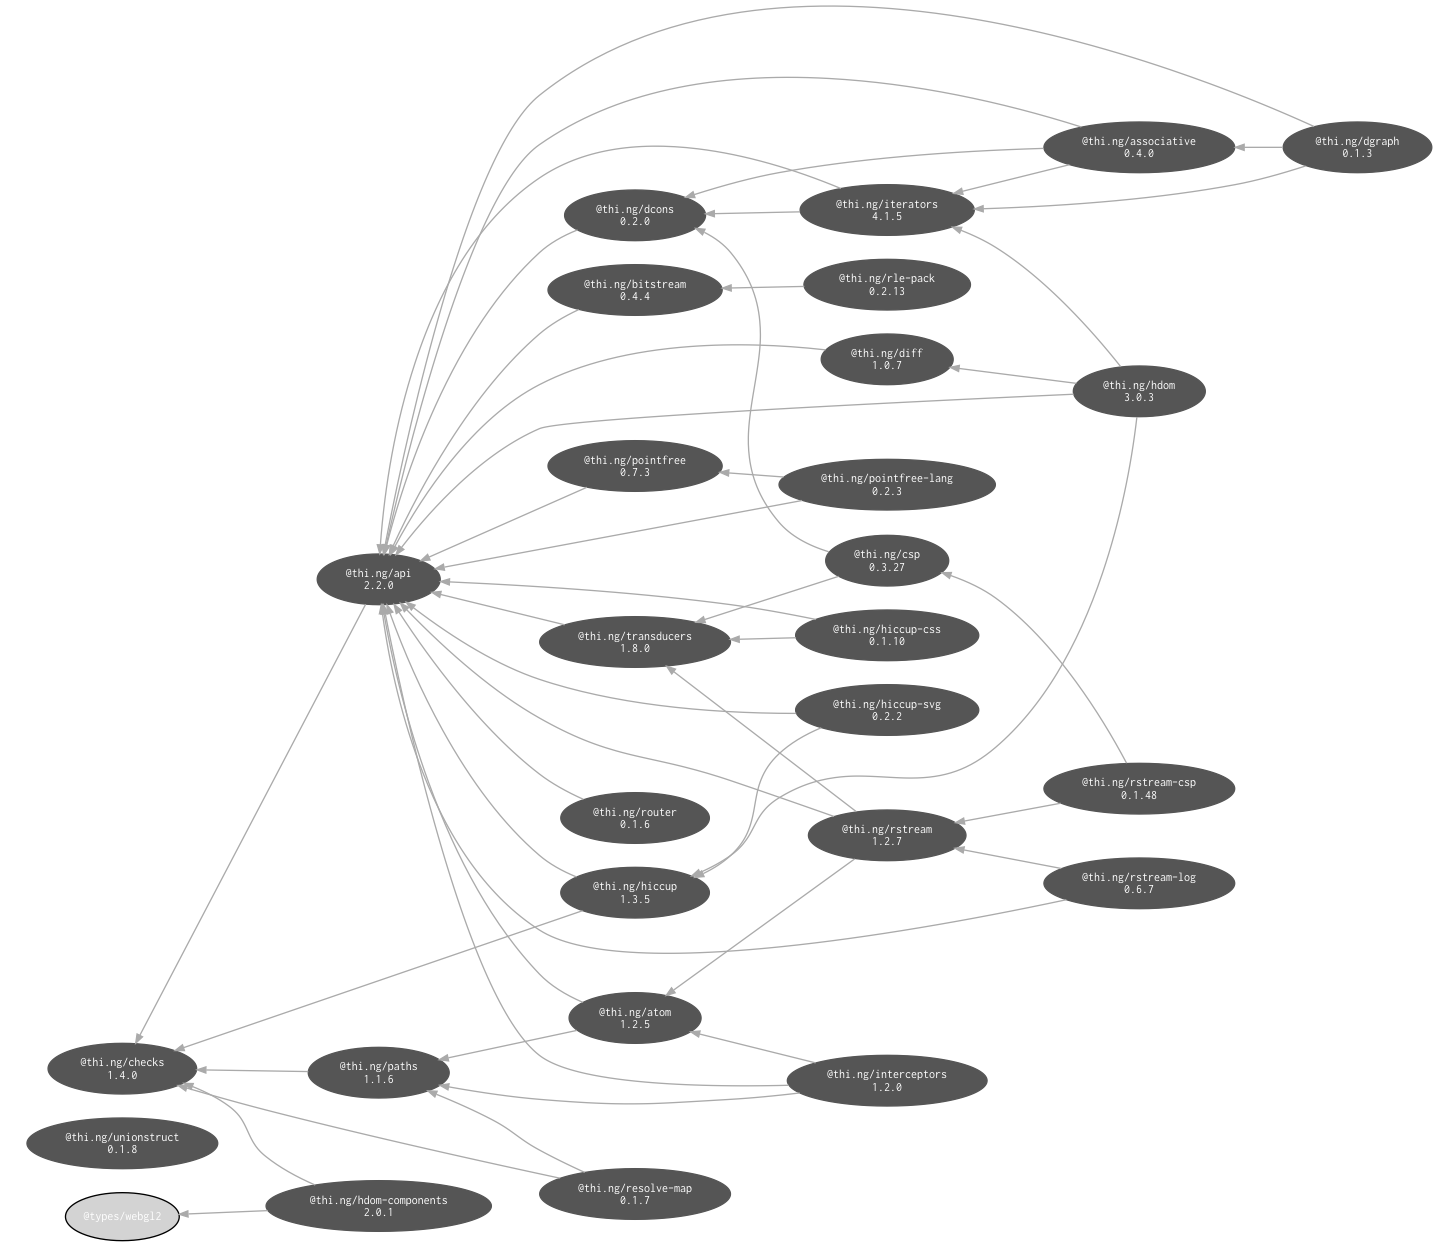 @thi.ng/associative
0.4.0
@thi.ng/dgraph
0.1.3
@thi.ng/dcons
0.2.0
@thi.ng/iterators
4.1.5
@thi.ng/bitstream
0.4.4
@thi.ng/rle-pack
0.2.13
@thi.ng/diff
1.0.7
@thi.ng/hdom
3.0.3
@thi.ng/pointfree
0.7.3
@thi.ng/pointfree-lang
0.2.3
@thi.ng/csp
0.3.27
@thi.ng/api
2.2.0
@thi.ng/transducers
1.8.0
@thi.ng/hiccup-css
0.1.10
@thi.ng/hiccup-svg
0.2.2
@thi.ng/rstream-csp
0.1.48
@thi.ng/router
0.1.6
@thi.ng/rstream
1.2.7
@thi.ng/hiccup
1.3.5
@thi.ng/rstream-log
0.6.7
@thi.ng/atom
1.2.5
@thi.ng/checks
1.4.0
@thi.ng/paths
1.1.6
@thi.ng/interceptors
1.2.0
@thi.ng/unionstruct
0.1.8
@thi.ng/resolve-map
0.1.7
@thi.ng/hdom-components
2.0.1
@types/webgl2